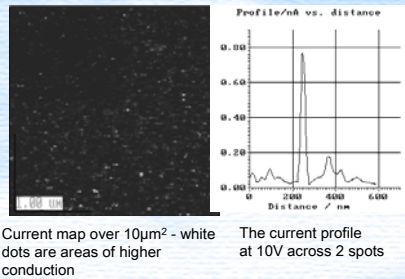 Profile/nA vs. distance
0.80
0.60
0.40
0.20
0.00
0 200 400 600
Distance / nm
1.00 um
Current map over 10µm² - white
dots are areas of higher
conduction
The current profile
at 10V across 2 spots